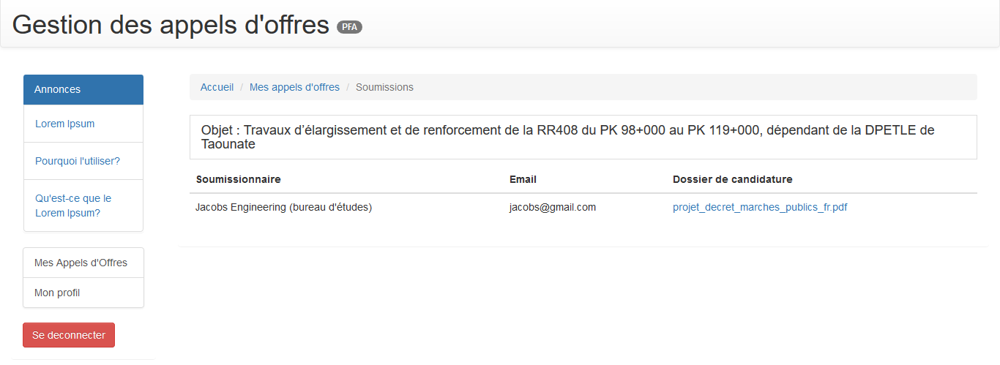 Gestion des appels d'offres PFA
Annonces
Lorem Ipsum
Pourquoi l'utiliser?
Qu'est-ce que le
Lorem Ipsum?
Mes Appels d'Offres
Mon profil
Se deconnecter
Accueil / Mes appels d'offres / Soumissions
Objet : Travaux d’élargissement et de renforcement de la RR408 du PK 98+000 au PK 119+000, dépendant de la DPETLE de
Taounate
Soumissionnaire Email Dossier de candidature
Jacobs Engineering (bureau d'études) jacobs@gmail.com projet_decret_marches_publics_fr.pdf